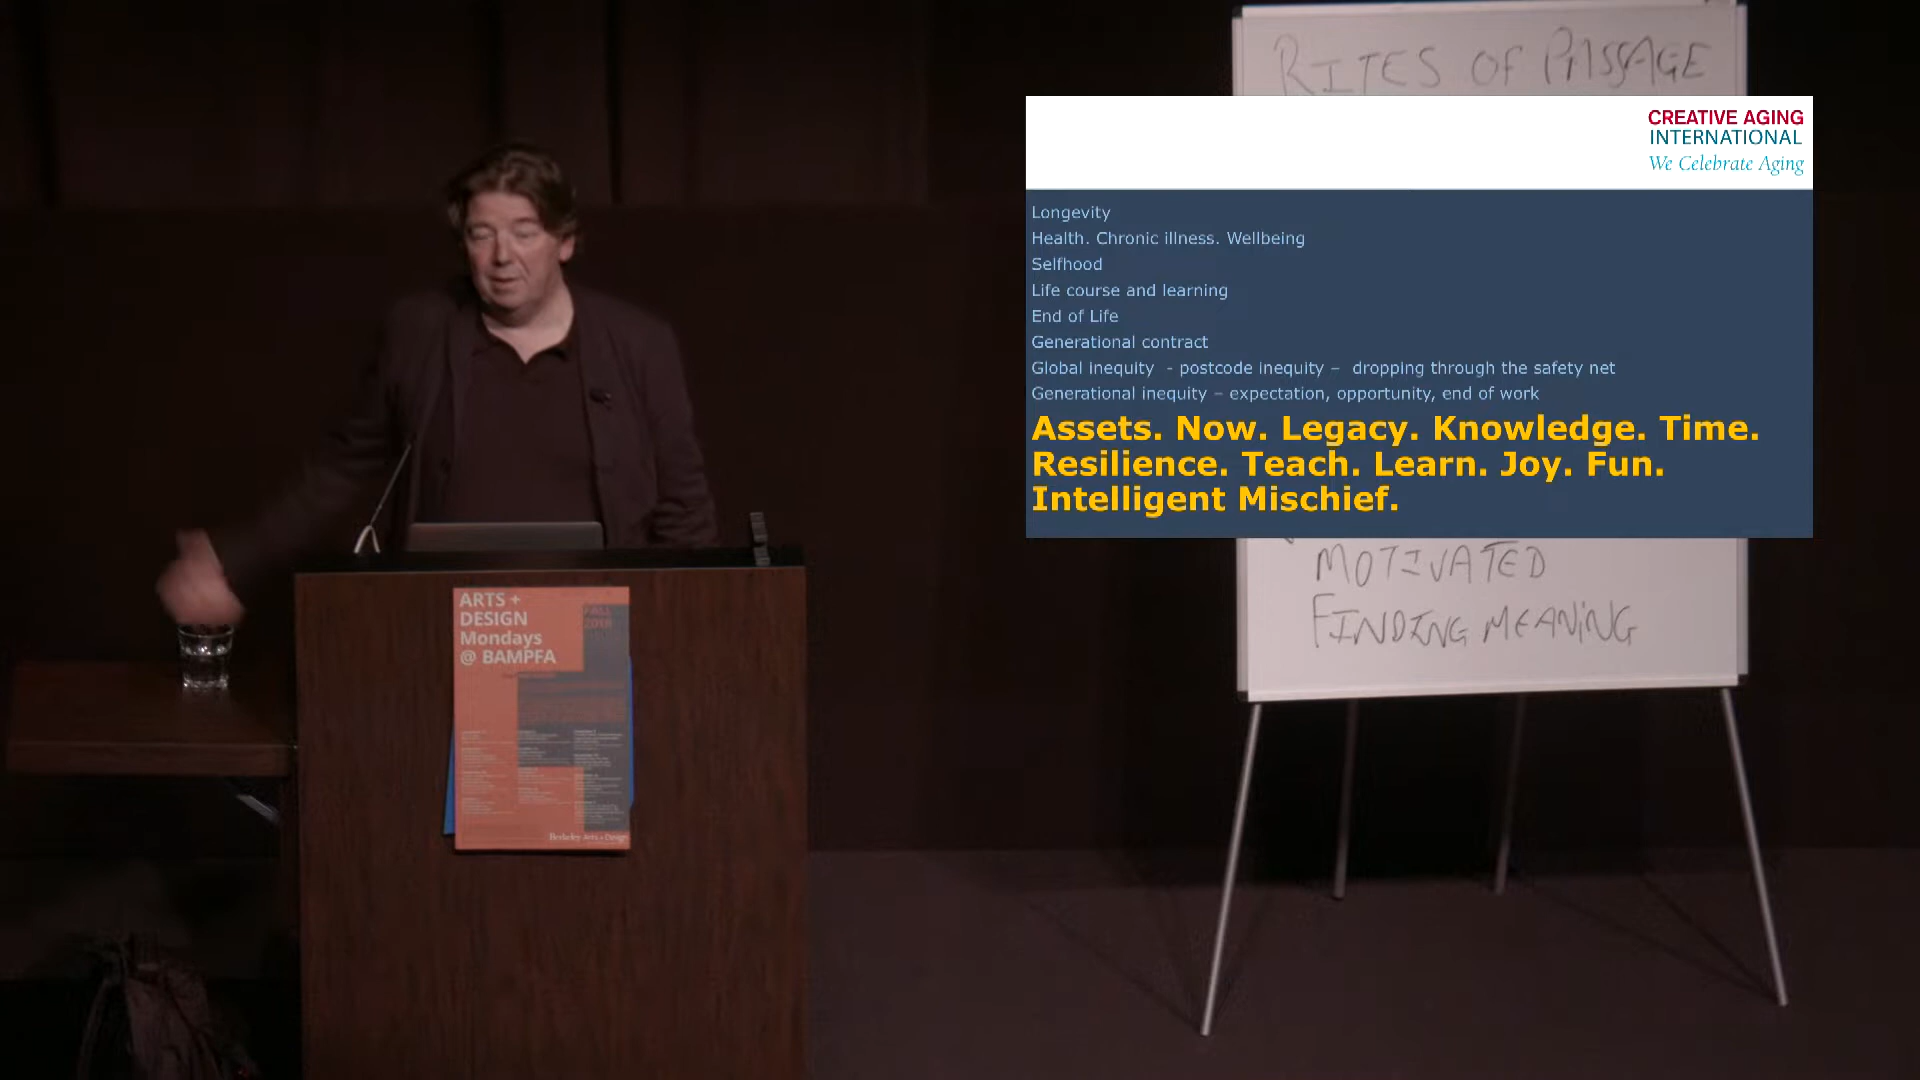 RITES OF PASSAGE
CREATIVE AGING
INTERNATIONAL
We Celebrate Aging
Longevity
Health. Chronic illness. Wellbeing
Selfhood
Life course and learning
End of Life
Generational contract
Global inequity  - postcode inequity –  dropping through the safety net
Generational inequity – expectation, opportunity, end of work
Assets. Now. Legacy. Knowledge. Time.
Resilience. Teach. Learn. Joy. Fun.
Intelligent Mischief.
MOTIVATED
FINDING MEANING
ARTS +
DESIGN
Mondays
@ BAMPFA
FALL
Berkeley Arts + Design